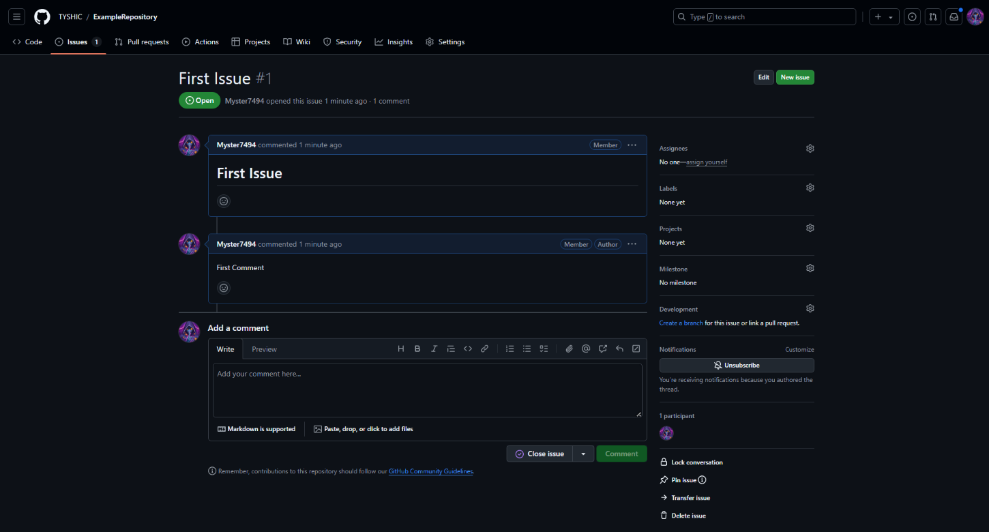 TYSHIC / ExampleRepository
Type / to search
Code
Issues 1
Pull requests
Actions
Projects
Wiki
Security
Insights
Settings
First Issue #1
Edit
New issue
Open
Myster7494 opened this issue 1 minute ago · 1 comment
Myster7494 commented 1 minute ago
Member
First Issue
Myster7494 commented 1 minute ago
Member
Author
First Comment
Add a comment
Write
Preview
Add your comment here...
Markdown is supported
Paste, drop, or click to add files
Close issue
Comment
Remember, contributions to this repository should follow our GitHub Community Guidelines.
Assignees
No one—assign yourself
Labels
None yet
Projects
None yet
Milestone
No milestone
Development
Create a branch for this issue or link a pull request.
Notifications
Customize
Unsubscribe
You're receiving notifications because you authored the
thread.
1 participant
Lock conversation
Pin issue
Transfer issue
Delete issue